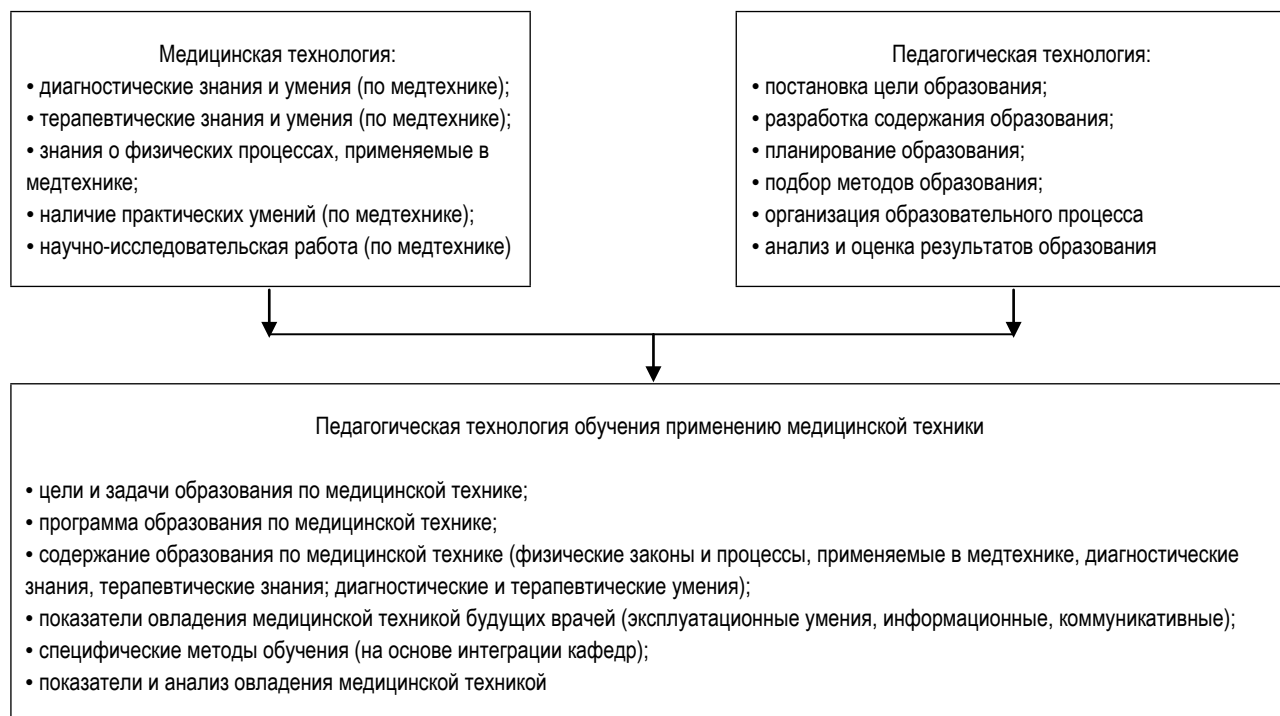 Медицинская технология:
• диагностические знания и умения (по медтехнике);
• терапевтические знания и умения (по медтехнике);
• знания о физических процессах, применяемые в
медтехнике;
• наличие практических умений (по медтехнике);
• научно-исследовательская работа (по медтехнике)
Педагогическая технология:
• постановка цели образования;
• разработка содержания образования;
• планирование образования;
• подбор методов образования;
• организация образовательного процесса
• анализ и оценка результатов образования
Педагогическая технология обучения применению медицинской техники
• цели и задачи образования по медицинской технике;
• программа образования по медицинской технике;
• содержание образования по медицинской технике (физические законы и процессы, применяемые в медтехнике, диагностические
знания, терапевтические знания; диагностические и терапевтические умения);
• показатели овладения медицинской техникой будущих врачей (эксплуатационные умения, информационные, коммуникативные);
• специфические методы обучения (на основе интеграции кафедр);
• показатели и анализ овладения медицинской техникой